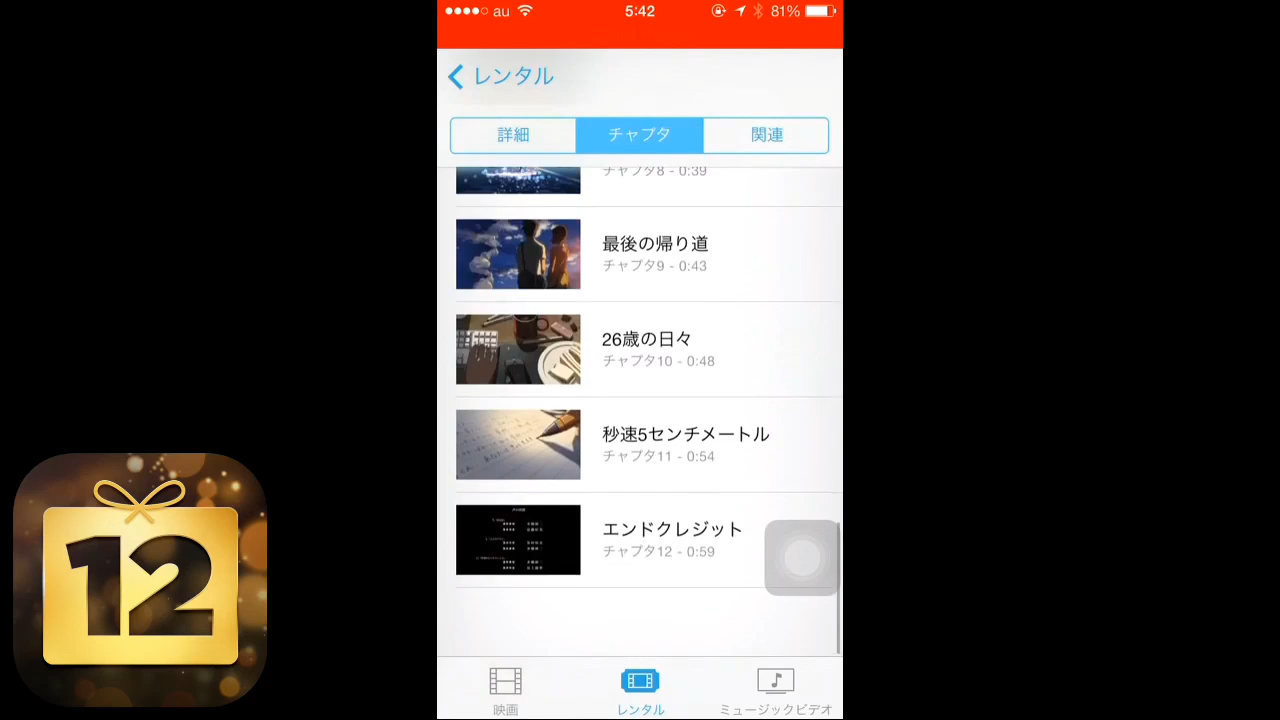 au 5:42 81%
レンタル
詳細 チャプタ 関連
チャプタ8 - 0:39
最後の帰り道
チャプタ9 - 0:43
26歳の日々
チャプタ10 - 0:48
秒速5センチメートル
チャプタ11 - 0:54
エンドクレジット
チャプタ12 - 0:59
12
映画 レンタル ミュージックビデオ